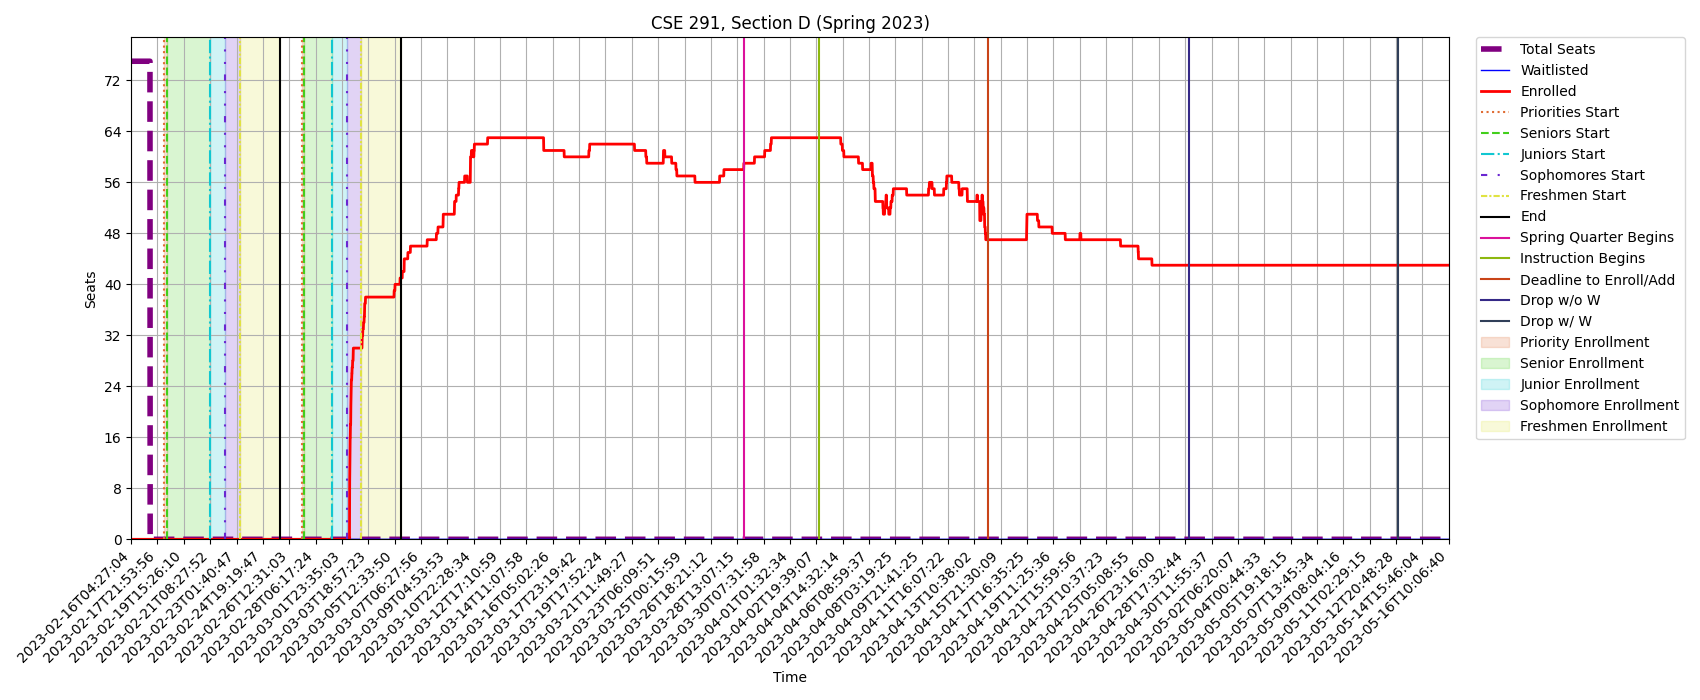 CSE 291, Section D (Spring 2023)
Seats
72
64
56
48
40
32
24
16
8
0
2023-02-16T04:27:04
2023-02-17T21:53:56
2023-02-19T15:26:10
2023-02-21T08:27:52
2023-02-23T01:40:47
2023-02-24T19:19:47
2023-02-26T12:31:03
2023-02-28T06:17:24
2023-03-01T23:35:03
2023-03-03T18:57:23
2023-03-05T12:33:50
2023-03-07T06:27:56
2023-03-09T04:53:53
2023-03-10T22:28:34
2023-03-12T17:10:59
2023-03-14T11:07:58
2023-03-16T05:02:26
2023-03-17T23:19:42
2023-03-19T17:52:24
2023-03-21T11:49:27
2023-03-23T06:09:51
2023-03-25T00:15:59
2023-03-26T18:21:12
2023-03-28T13:07:15
2023-03-30T07:31:58
2023-04-01T01:32:34
2023-04-02T19:39:07
2023-04-04T14:32:14
2023-04-06T08:59:37
2023-04-08T03:19:25
2023-04-09T21:41:25
2023-04-11T16:07:22
2023-04-13T10:38:02
2023-04-15T21:30:09
2023-04-17T16:35:25
2023-04-19T11:25:36
2023-04-21T15:59:56
2023-04-23T10:37:23
2023-04-25T05:08:55
2023-04-26T23:16:00
2023-04-28T17:32:44
2023-04-30T11:55:37
2023-05-02T06:20:07
2023-05-04T00:44:33
2023-05-05T19:18:15
2023-05-07T13:45:34
2023-05-09T08:04:16
2023-05-11T02:29:15
2023-05-12T20:48:28
2023-05-14T15:46:04
2023-05-16T10:06:40
Time
Total Seats
Waitlisted
Enrolled
Priorities Start
Seniors Start
Juniors Start
Sophomores Start
Freshmen Start
End
Spring Quarter Begins
Instruction Begins
Deadline to Enroll/Add
Drop w/o W
Drop w/ W
Priority Enrollment
Senior Enrollment
Junior Enrollment
Sophomore Enrollment
Freshmen Enrollment